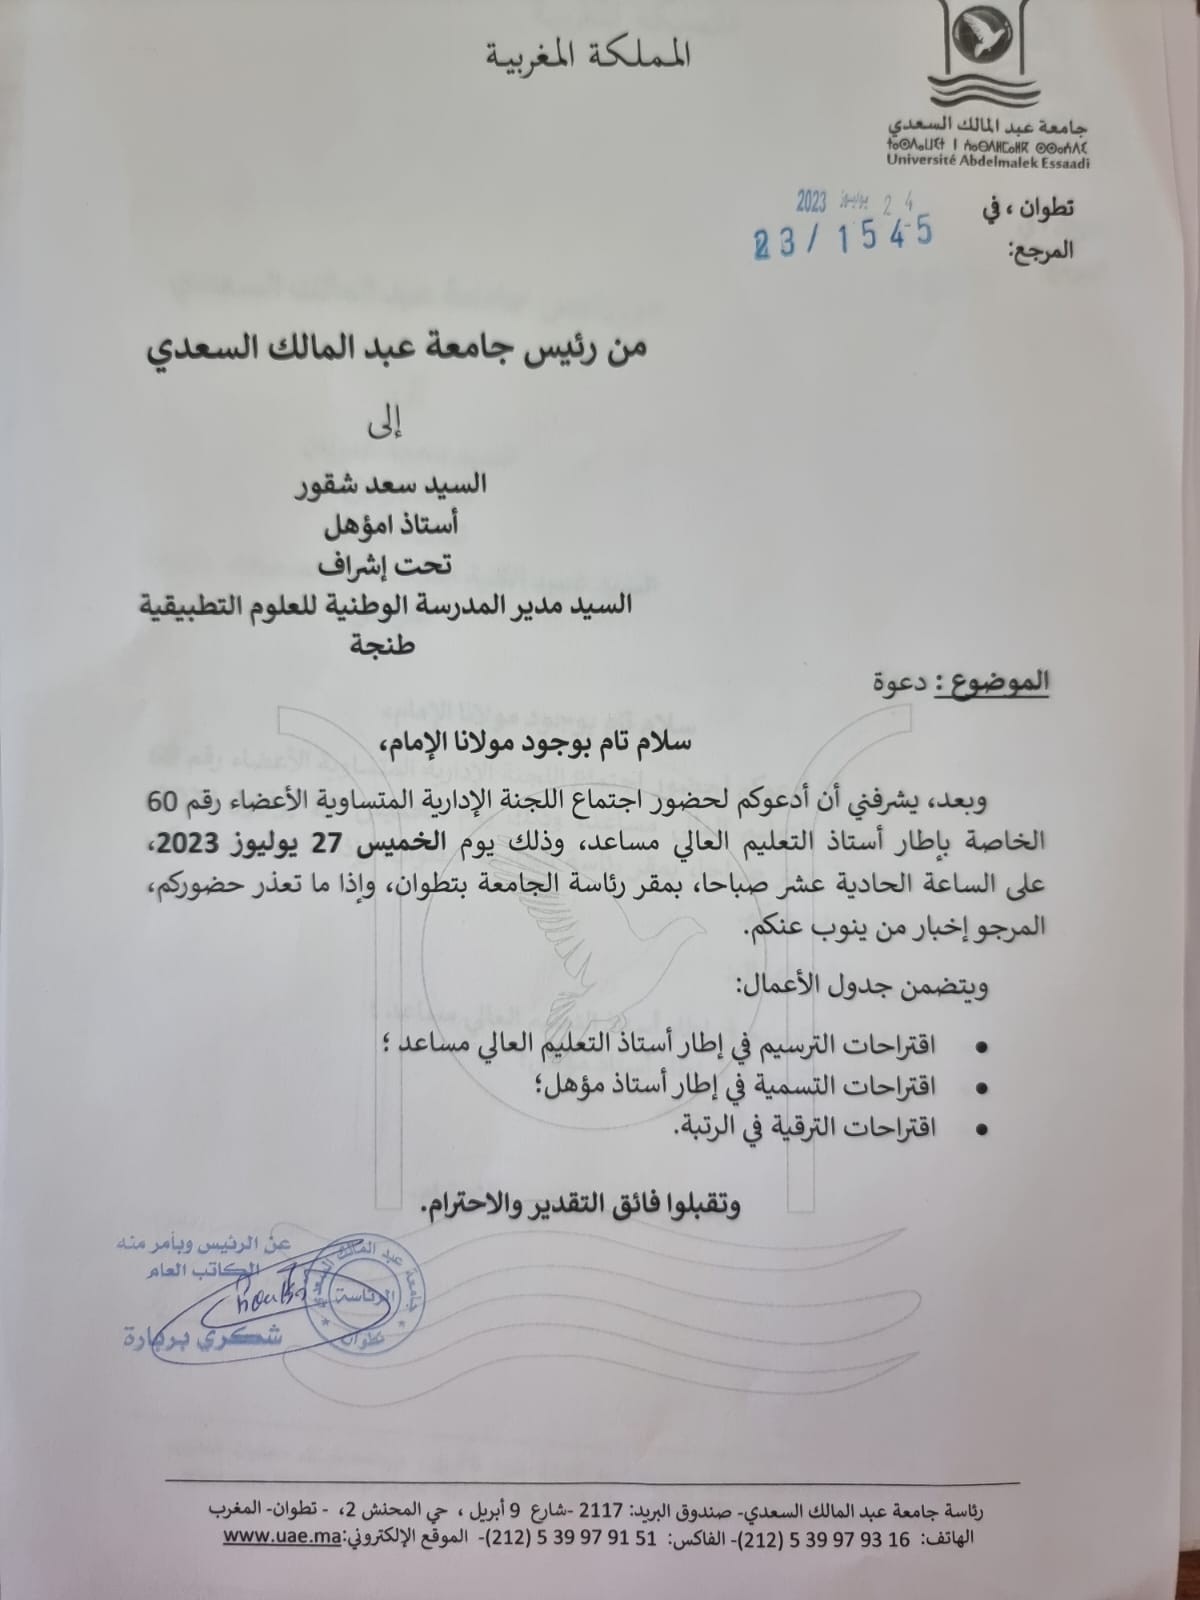 المملكة المغربية
جامعة عبد المالك السعدي
ⵜⴰⵙⴷⴰⵡⵉⵜ ⵏ ⵄⴰⴱⴷⵍⵎⴰⵍⴽ ⵙⵙⴰⵄⴷⵉ
Université Abdelmalek Essaadi
تطوان ، في 24 يوليوز 2023
المرجع: 23/1545
من رئيس جامعة عبد المالك السعدي
إلى
السيد سعد شقور
أستاذ امؤهل
تحت إشراف
السيد مدير المدرسة الوطنية للعلوم التطبيقية
طنجة
الموضوع : دعوة
سلام تام بوجود مولانا الإمام،
وبعد، يشرفني أن أدعوكم لحضور اجتماع اللجنة الإدارية المتساوية الأعضاء رقم 60
الخاصة بإطار أستاذ التعليم العالي مساعد، وذلك يوم الخميس 27 يوليوز 2023،
على الساعة الحادية عشر صباحا، بمقر رئاسة الجامعة بتطوان، وإذا ما تعذر حضوركم،
المرجو إخبار من ينوب عنكم.
ويتضمن جدول الأعمال:
• اقتراحات الترسيم في إطار أستاذ التعليم العالي مساعد ؛
• اقتراحات التسمية في إطار أستاذ مؤهل؛
• اقتراحات الترقية في الرتبة.
وتقبلوا فائق التقدير والاحترام.
عن الرئيس وبأمر منه
الكاتب العام
شكري بربارة
جامعة عبد المالك السعدي
الرئاسة
تطوان
رئاسة جامعة عبد المالك السعدي- صندوق البريد: 2117 -شارع 9 أبريل ، حي المحنش 2، - تطوان- المغرب
الهاتف: 16 93 97 39 5 (212)- الفاكس: 51 91 97 39 5 (212)- الموقع الإلكتروني:www.uae.ma